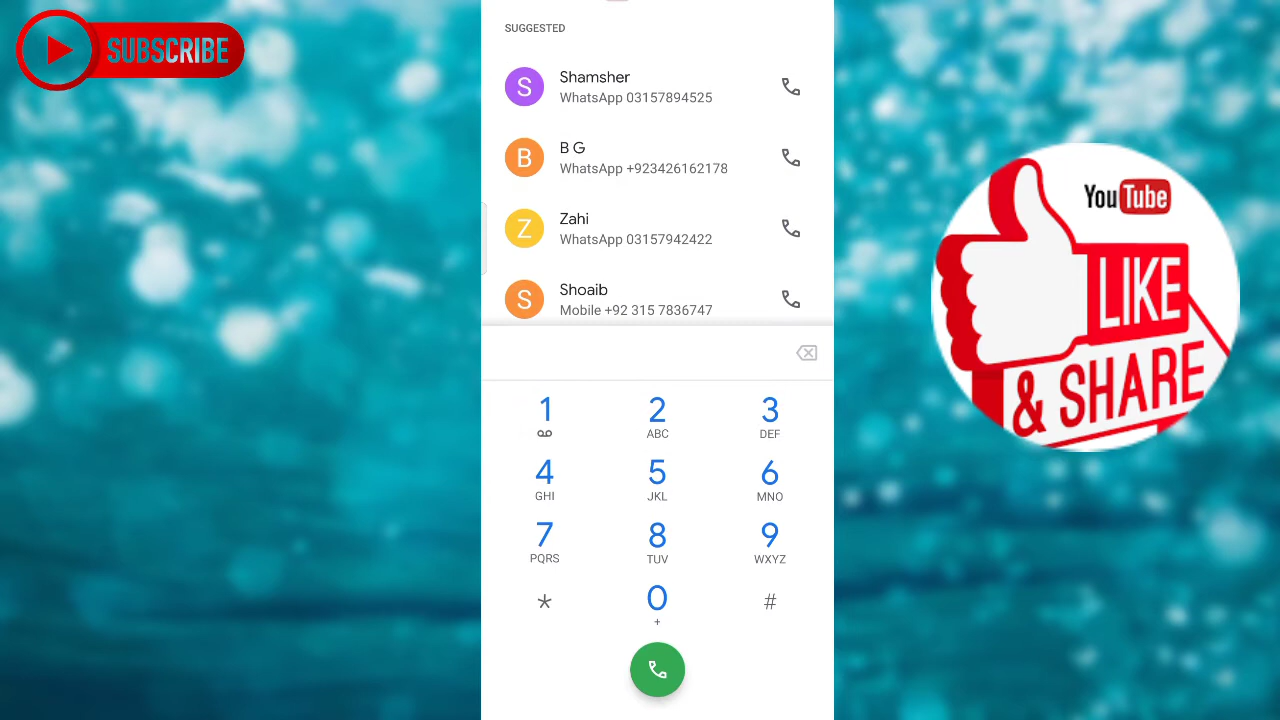 SUBSCRIBE
SUGGESTED
S
Shamsher
WhatsApp 03157894525
B
B G
WhatsApp +923426162178
Z
Zahi
WhatsApp 03157942422
S
Shoaib
Mobile +92 315 7836747
1
2
ABC
3
DEF
4
GHI
5
JKL
6
MNO
7
PQRS
8
TUV
9
WXYZ
*
0
+
#
YouTube
LIKE
& SHARE